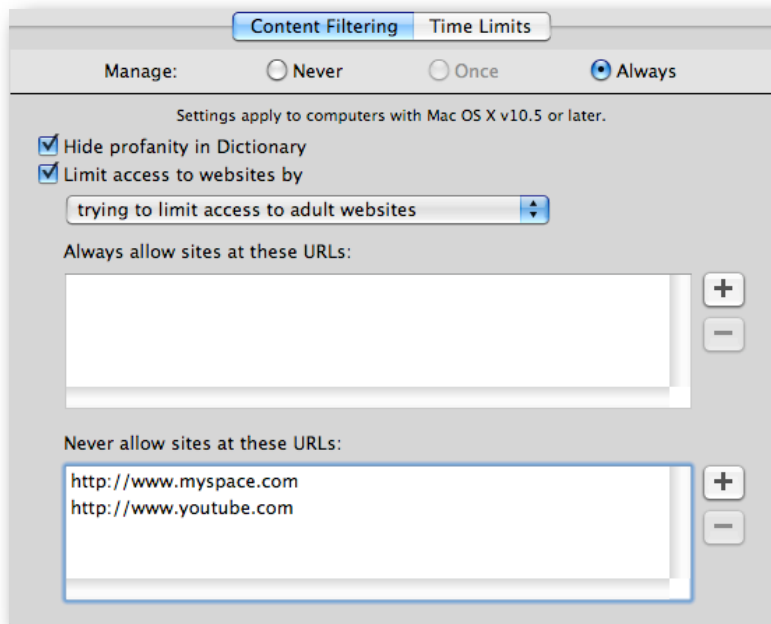 Content Filtering Time Limits
Manage: Never Once Always
Settings apply to computers with Mac OS X v10.5 or later.
Hide profanity in Dictionary
Limit access to websites by
trying to limit access to adult websites
Always allow sites at these URLs:
Never allow sites at these URLs:
http://www.myspace.com
http://www.youtube.com